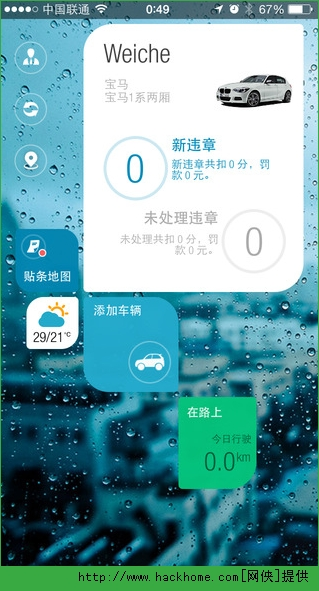 中国联通 0:49 67%
Weiche
宝马
宝马1系两厢
0
新违章
新违章共扣0分，罚
款0元。
未处理违章
未处理违章共扣0分，罚
款0元。
0
贴条地图
29/21℃
添加车辆
在路上
今日行驶
0.0km
http://www.hackhome.com[网侠]提供